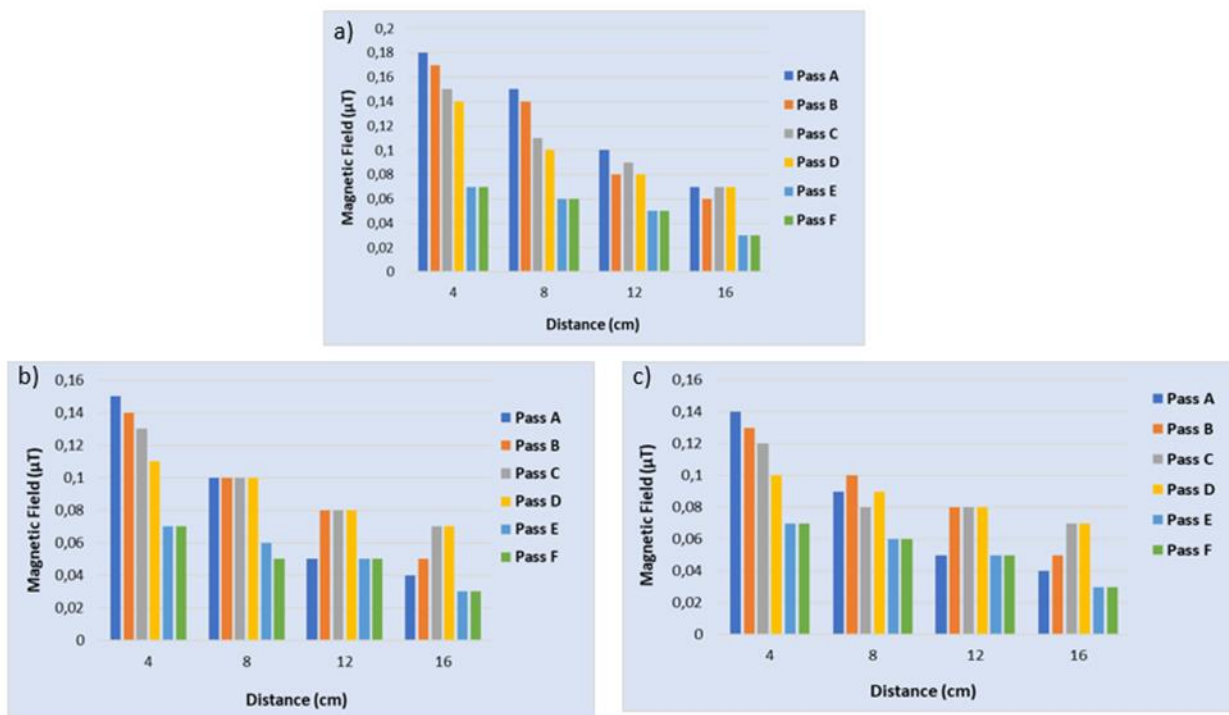 a)
0,2
0,18
0,16
0,14
0,12
0,1
0,08
0,06
0,04
0,02
0
Magnetic Field (µT)
4 8 12 16
Distance (cm)
Pass A
Pass B
Pass C
Pass D
Pass E
Pass F
b)
0,16
0,14
0,12
0,1
0,08
0,06
0,04
0,02
0
Magnetic Field (µT)
4 8 12 16
Distance (cm)
Pass A
Pass B
Pass C
Pass D
Pass E
Pass F
c)
0,16
0,14
0,12
0,1
0,08
0,06
0,04
0,02
0
Magnetic Field (µT)
4 8 12 16
Distance (cm)
Pass A
Pass B
Pass C
Pass D
Pass E
Pass F